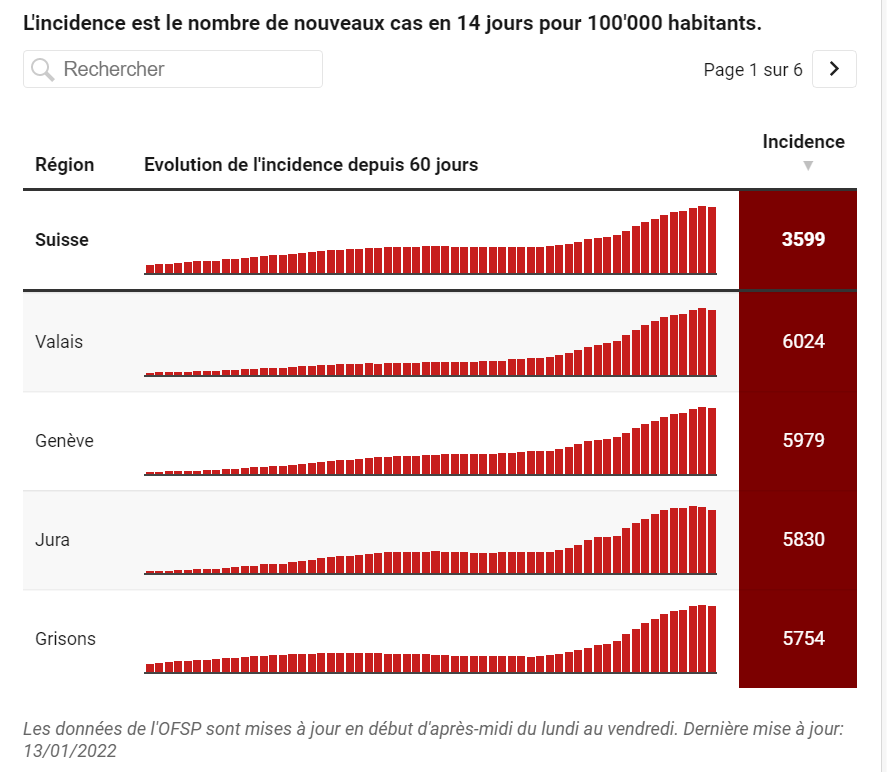 L'incidence est le nombre de nouveaux cas en 14 jours pour 100'000 habitants.
Rechercher
Page 1 sur 6
Incidence
Région Evolution de l'incidence depuis 60 jours
Suisse 3599
Valais 6024
Genève 5979
Jura 5830
Grisons 5754
Les données de l'OFSP sont mises à jour en début d'après-midi du lundi au vendredi. Dernière mise à jour:
13/01/2022